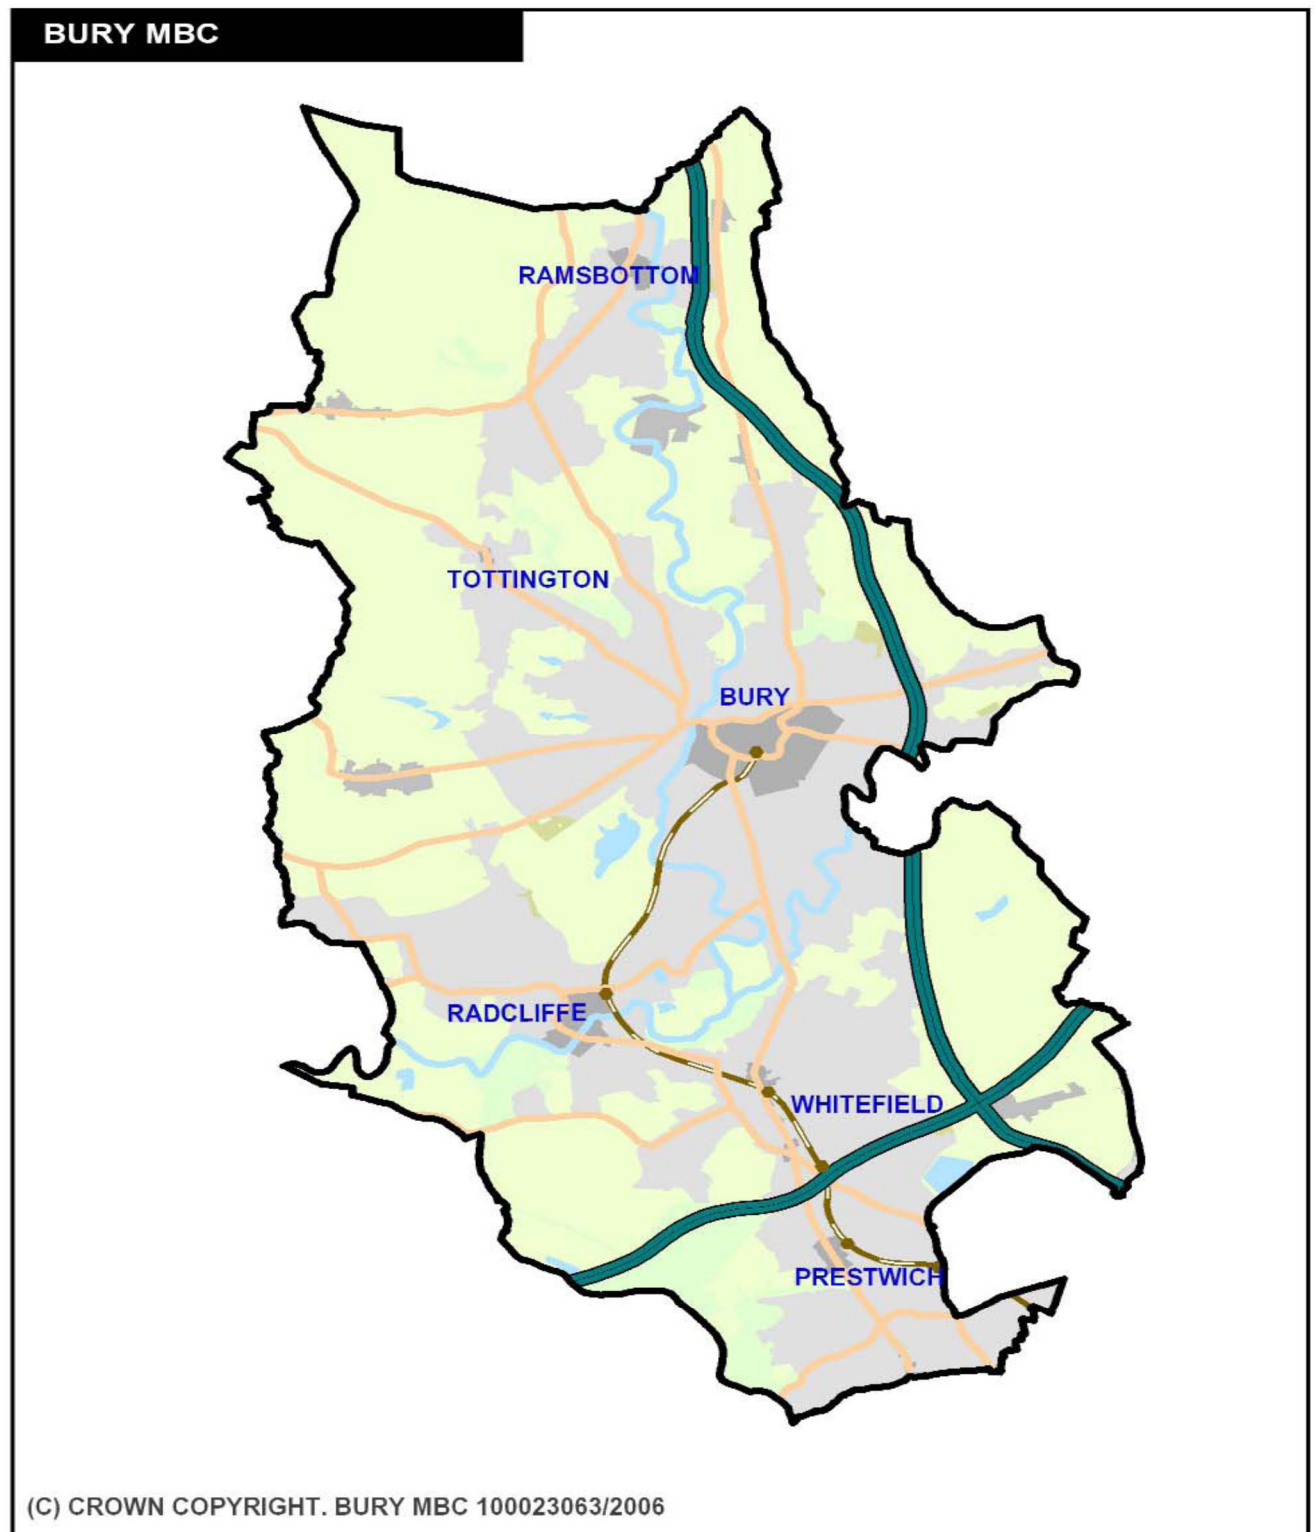 BURY MBC
RAMSBOTTOM
TOTTINGTON
BURY
RADCLIFFE
WHITEFIELD
PRESTWICH
(C) CROWN COPYRIGHT. BURY MBC 100023063/2006